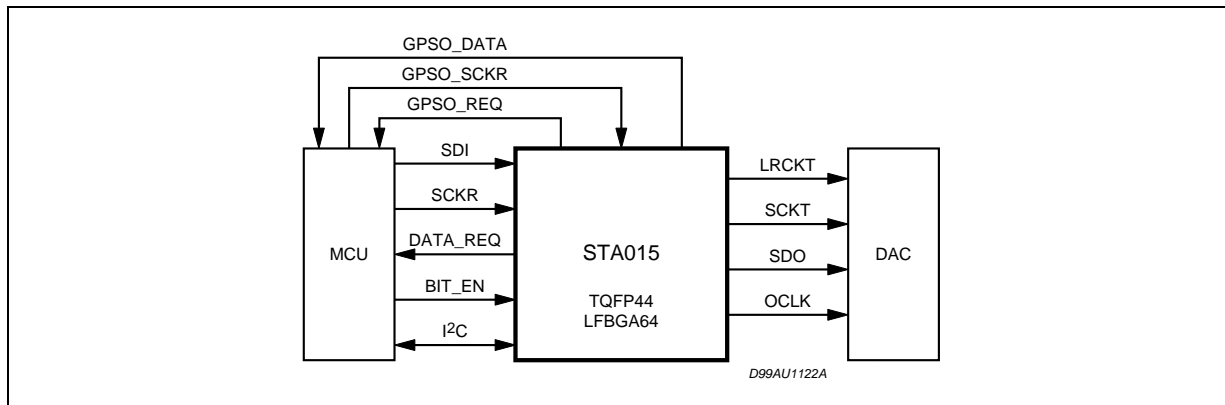 GPSO_DATA
GPSO_SCKR
GPSO_REQ
SDI
SCKR
DATA_REQ
BIT_EN
I²C
MCU
STA015
TQFP44
LFBGA64
LRCKT
SCKT
SDO
OCLK
DAC
D99AU1122A